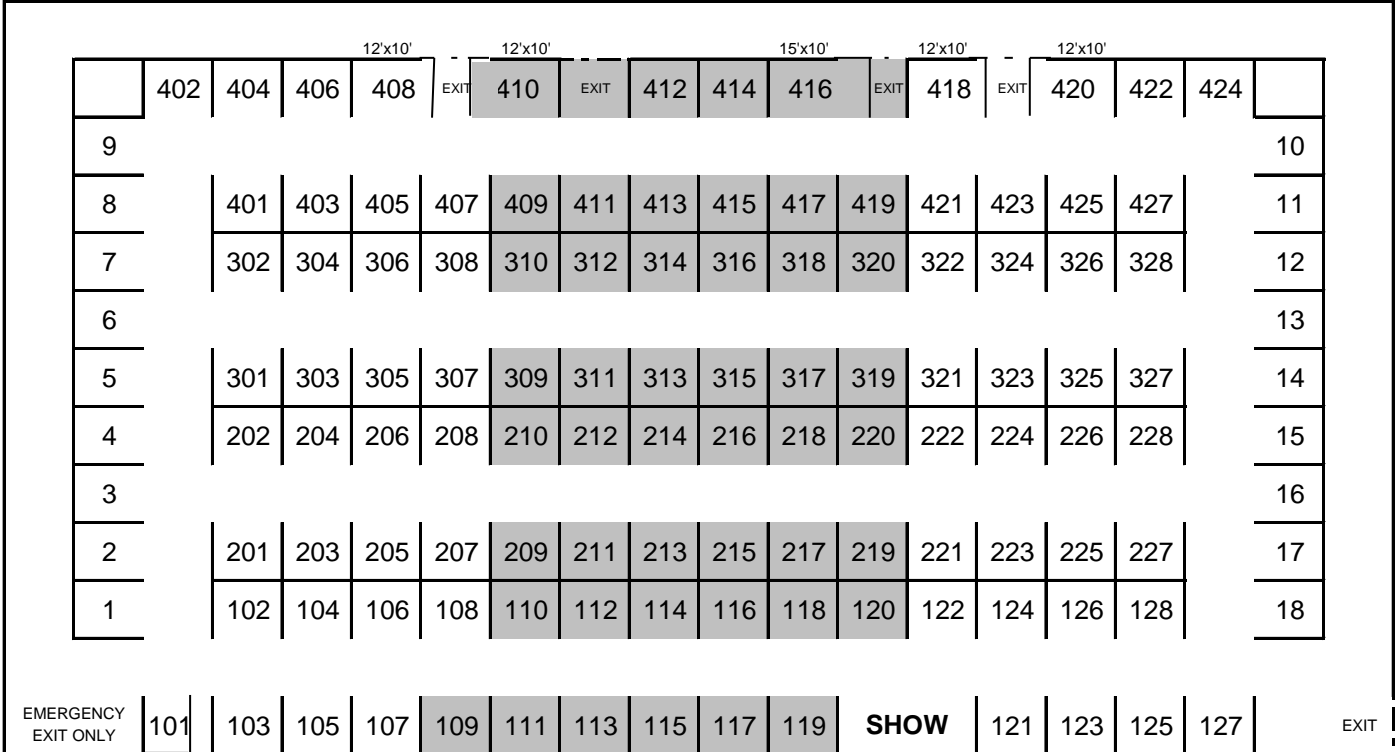 12'x10' 12'x10' 15'x10' 12'x10' 12'x10'
402 404 406 408 EXIT 410 EXIT 412 414 416 EXIT 418 EXIT 420 422 424
9 10
8 401 403 405 407 409 411 413 415 417 419 421 423 425 427 11
7 302 304 306 308 310 312 314 316 318 320 322 324 326 328 12
6 13
5 301 303 305 307 309 311 313 315 317 319 321 323 325 327 14
4 202 204 206 208 210 212 214 216 218 220 222 224 226 228 15
3 16
2 201 203 205 207 209 211 213 215 217 219 221 223 225 227 17
1 102 104 106 108 110 112 114 116 118 120 122 124 126 128 18
EMERGENCY
EXIT ONLY 101 103 105 107 109 111 113 115 117 119 SHOW 121 123 125 127 EXIT